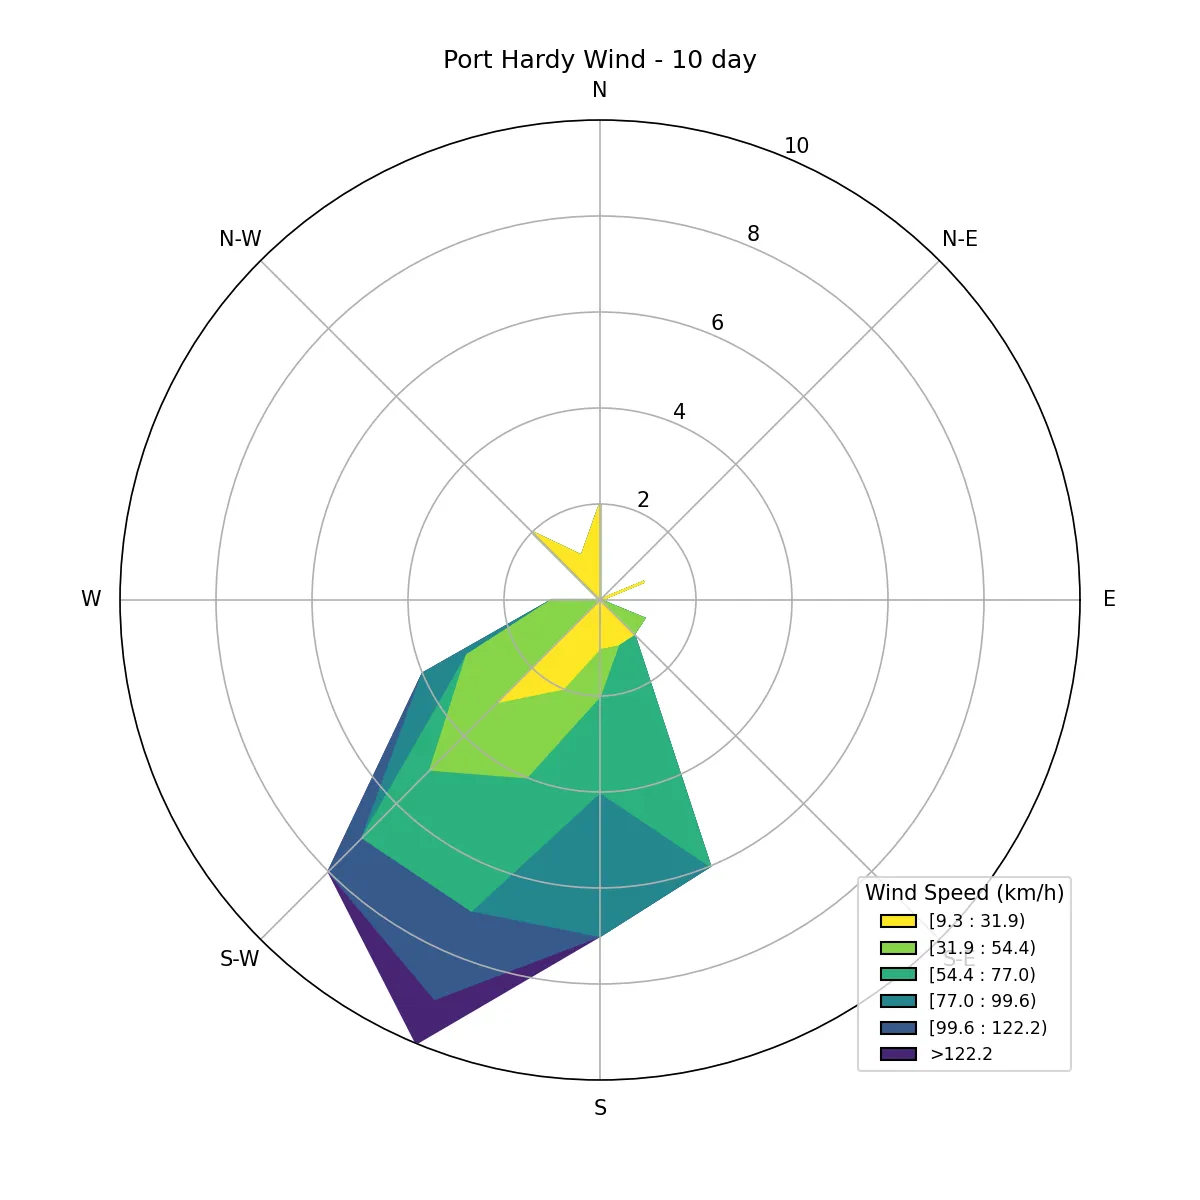 Port Hardy Wind - 10 day
N
10
N-W
N-E
8
6
4
2
W
E
Wind Speed (km/h)
[9.3 : 31.9)
[31.9 : 54.4)
S-W
S-E
[54.4 : 77.0)
[77.0 : 99.6)
[99.6 : 122.2)
>122.2
S